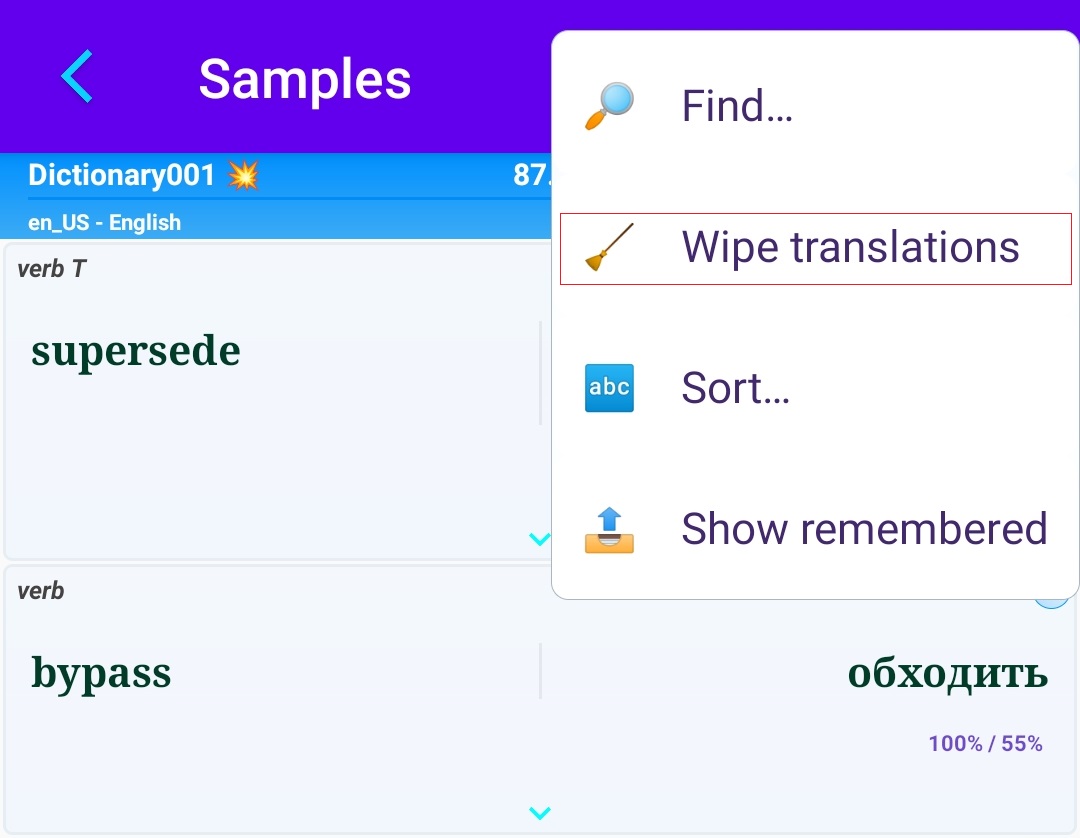 Samples
Find...
Dictionary001
87.
en_US - English
Wipe translations
verb T
supersede
abc
Sort...
Show remembered
verb
bypass
обходить
100% / 55%